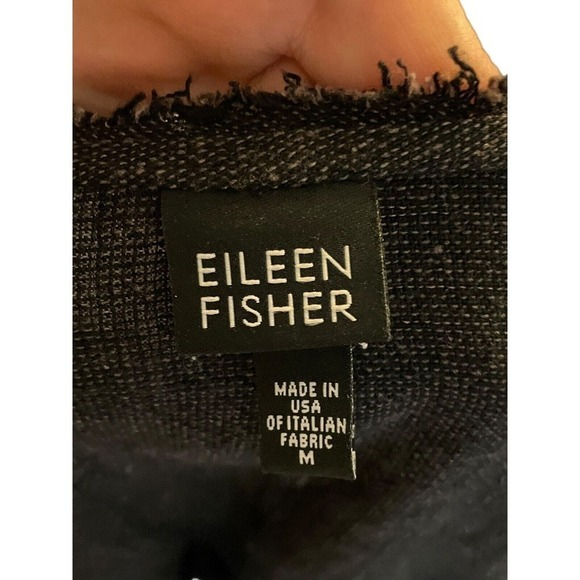 EILEEN
FISHER
MADE IN
USA
OF ITALIAN
FABRIC
M